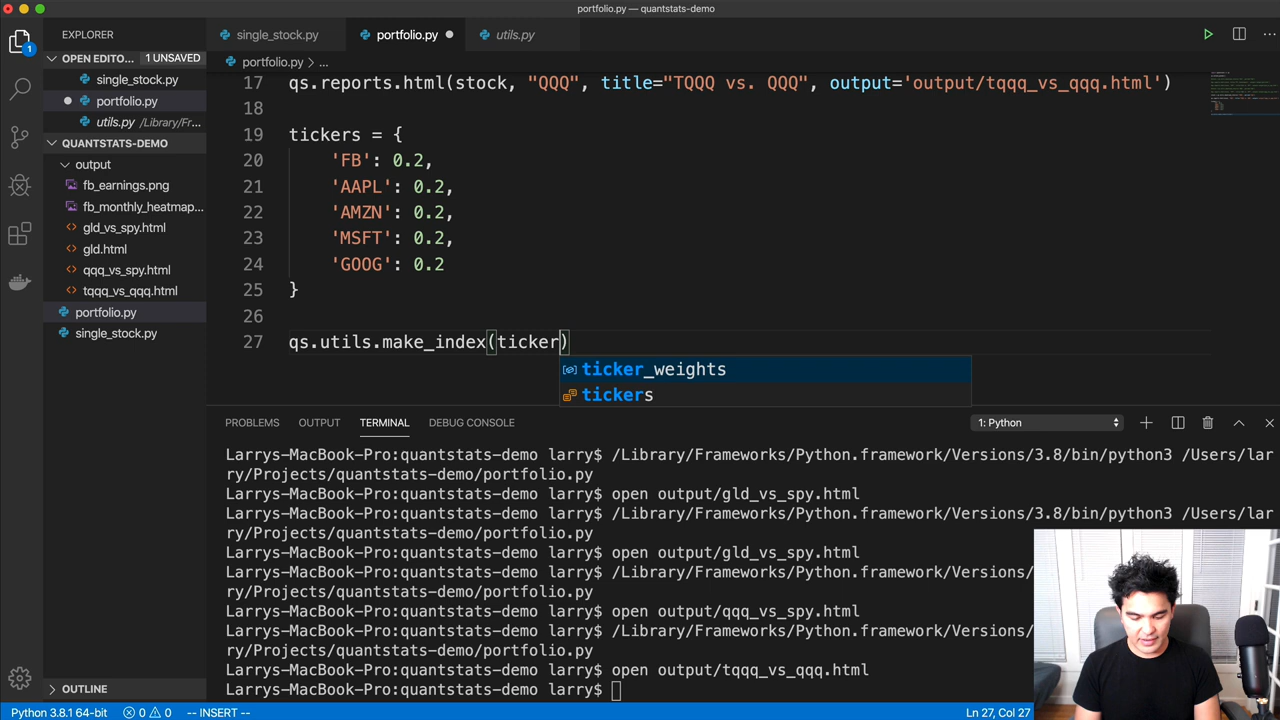 portfolio.py — quantstats-demo
EXPLORER
single_stock.py
portfolio.py
utils.py
1
OPEN EDITO...
1 UNSAVED
single_stock.py
portfolio.py
utils.py /Library/Fr...
QUANTSTATS-DEMO
output
fb_earnings.png
fb_monthly_heatmap...
gld_vs_spy.html
gld.html
qqq_vs_spy.html
tqqq_vs_qqq.html
portfolio.py
single_stock.py
OUTLINE
portfolio.py > ...
17 qs.reports.html(stock, "QQQ", title="TQQQ vs. QQQ", output='output/tqqq_vs_qqq.html')
18
19 tickers = {
20 'FB': 0.2,
21 'AAPL': 0.2,
22 'AMZN': 0.2,
23 'MSFT': 0.2,
24 'GOOG': 0.2
25 }
26
27 qs.utils.make_index(ticker)
ticker_weights
tickers
PROBLEMS OUTPUT TERMINAL DEBUG CONSOLE 1: Python
Larrys-MacBook-Pro:quantstats-demo larry$ /Library/Frameworks/Python.framework/Versions/3.8/bin/python3 /Users/lar
ry/Projects/quantstats-demo/portfolio.py
Larrys-MacBook-Pro:quantstats-demo larry$ open output/gld_vs_spy.html
Larrys-MacBook-Pro:quantstats-demo larry$ /Library/Frameworks/Python.framework/Versions/3.8/bin/python3 /Users/lar
ry/Projects/quantstats-demo/portfolio.py
Larrys-MacBook-Pro:quantstats-demo larry$ open output/gld_vs_spy.html
Larrys-MacBook-Pro:quantstats-demo larry$ /Library/Frameworks/Python.framework/Versions/
ry/Projects/quantstats-demo/portfolio.py
Larrys-MacBook-Pro:quantstats-demo larry$ open output/qqq_vs_spy.html
Larrys-MacBook-Pro:quantstats-demo larry$ /Library/Frameworks/Python.framework/Versions/
ry/Projects/quantstats-demo/portfolio.py
Larrys-MacBook-Pro:quantstats-demo larry$ open output/tqqq_vs_qqq.html
Larrys-MacBook-Pro:quantstats-demo larry$
Python 3.8.1 64-bit 0 0 -- INSERT -- Ln 27, Col 27